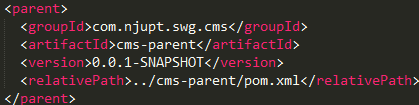 <parent>
<groupId>com.njupt.swg.cms</groupId>
<artifactId>cms-parent</artifactId>
<version>0.0.1-SNAPSHOT</version>
<relativePath>../cms-parent/pom.xml</relativePath>
</parent>